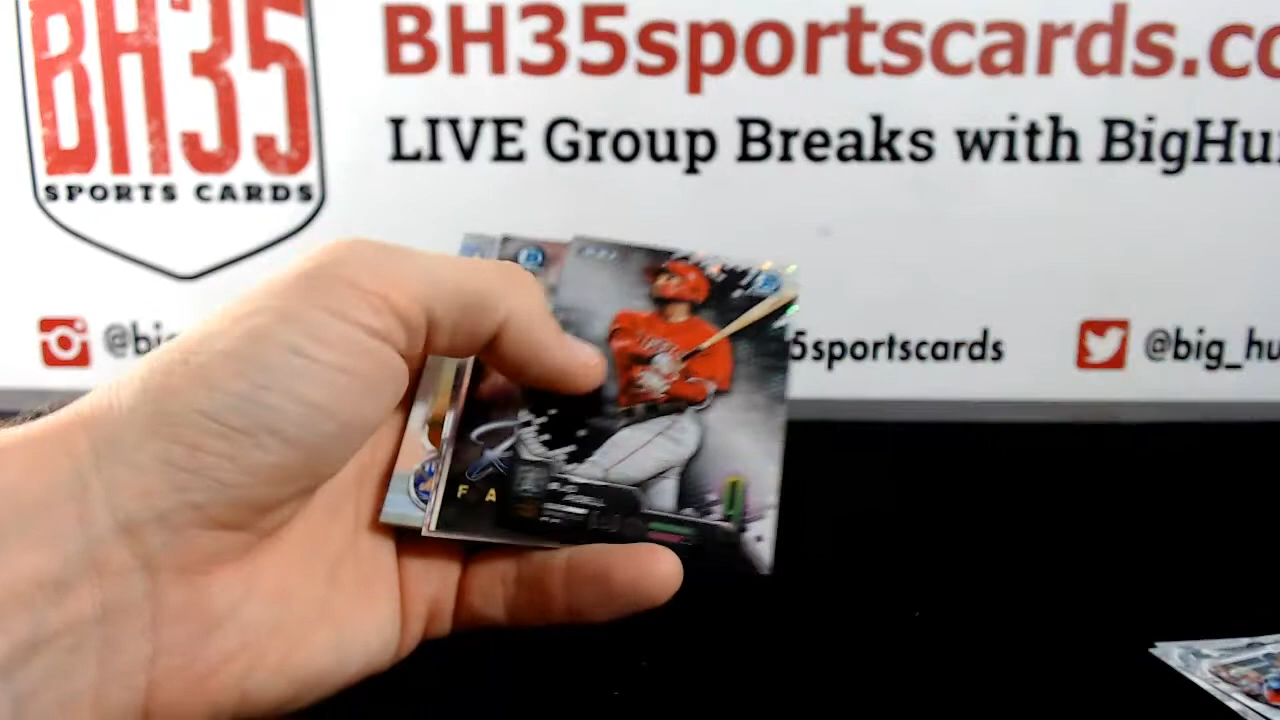 BH35
SPORTS CARDS
BH35sportscards.co
LIVE Group Breaks with BigHu
@bi
5sportscards
@big_hu
F A